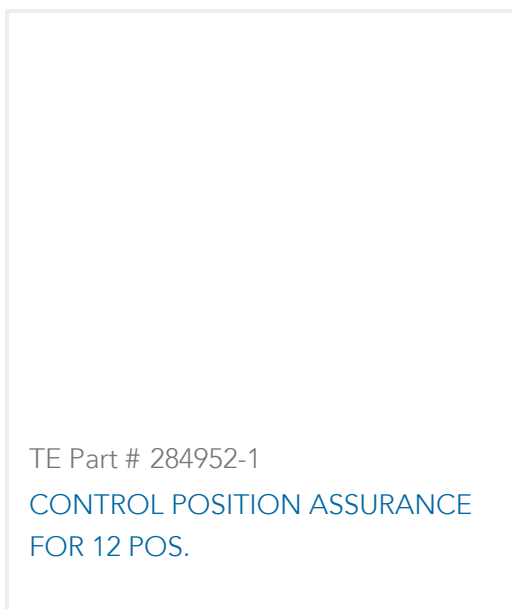 TE Part # 284952-1
CONTROL POSITION ASSURANCE
FOR 12 POS.